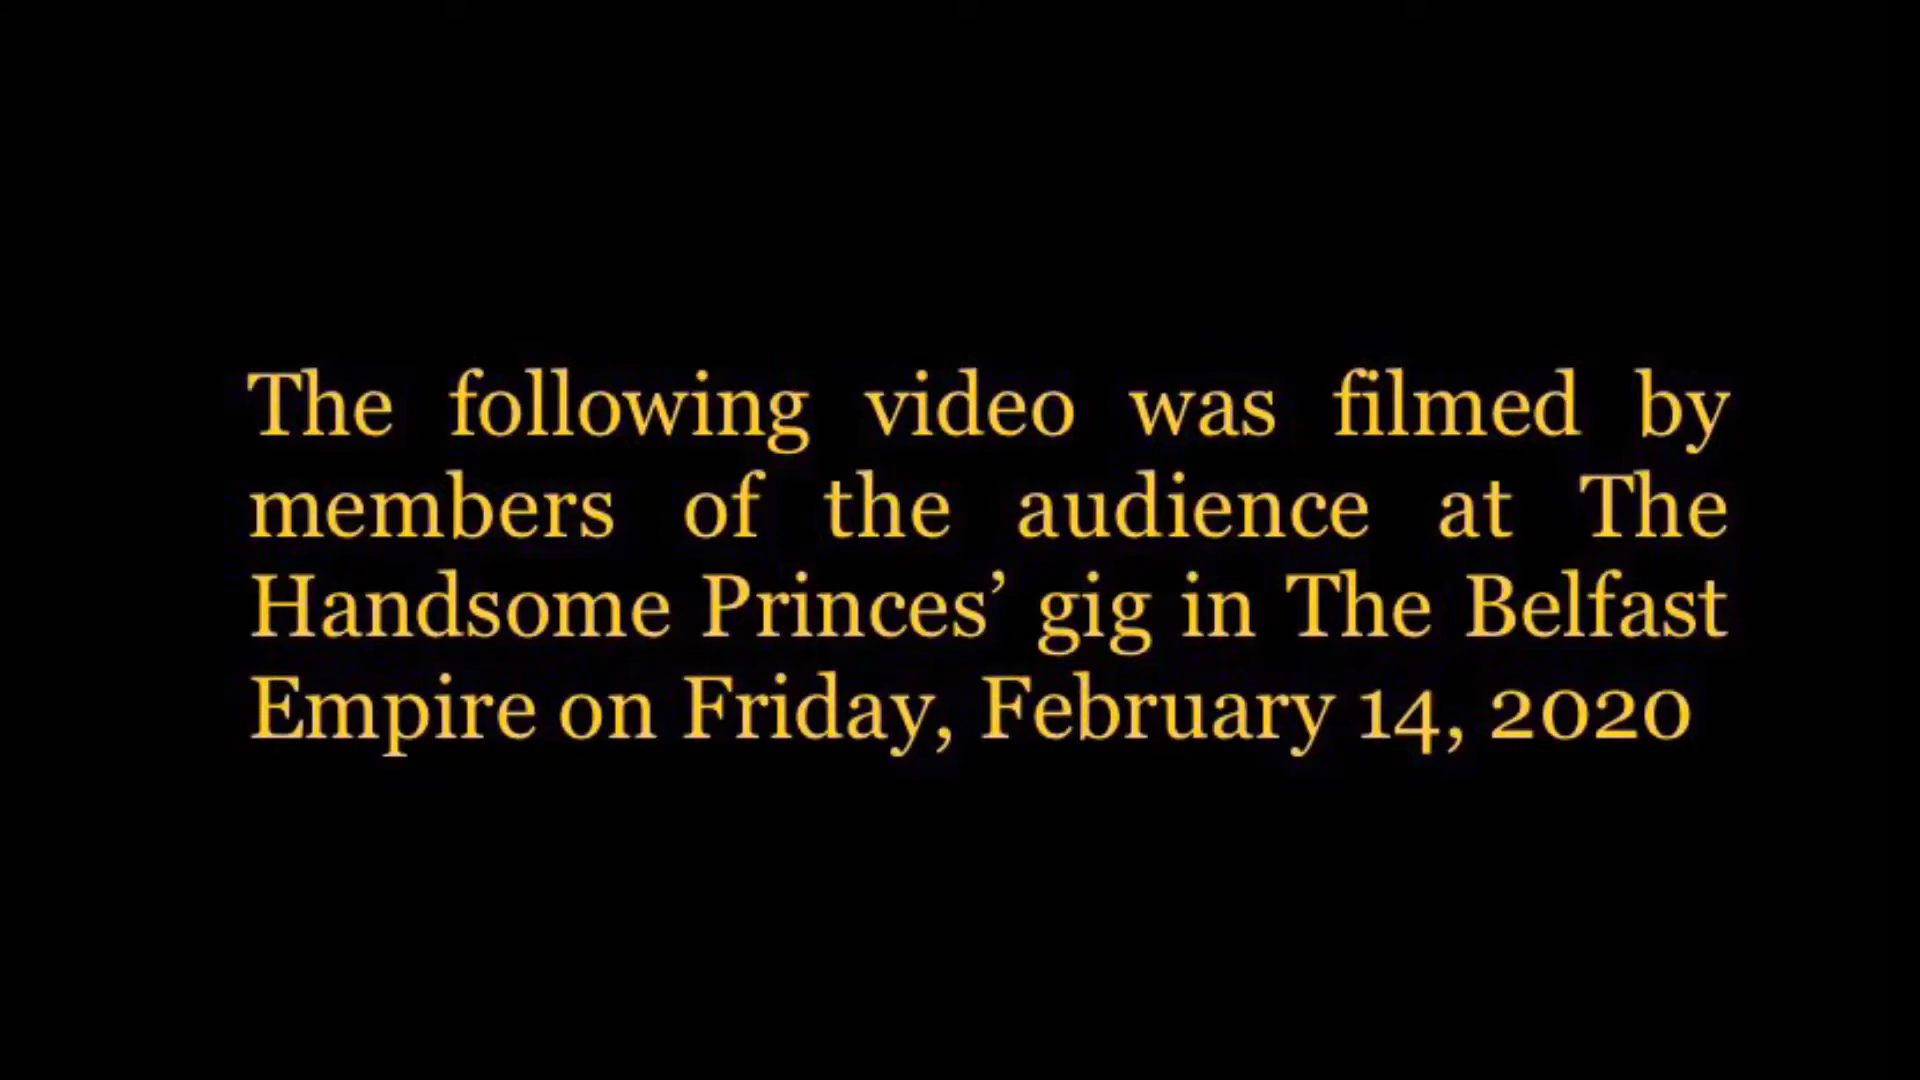 The following video was filmed by
members of the audience at The
Handsome Princes’ gig in The Belfast
Empire on Friday, February 14, 2020